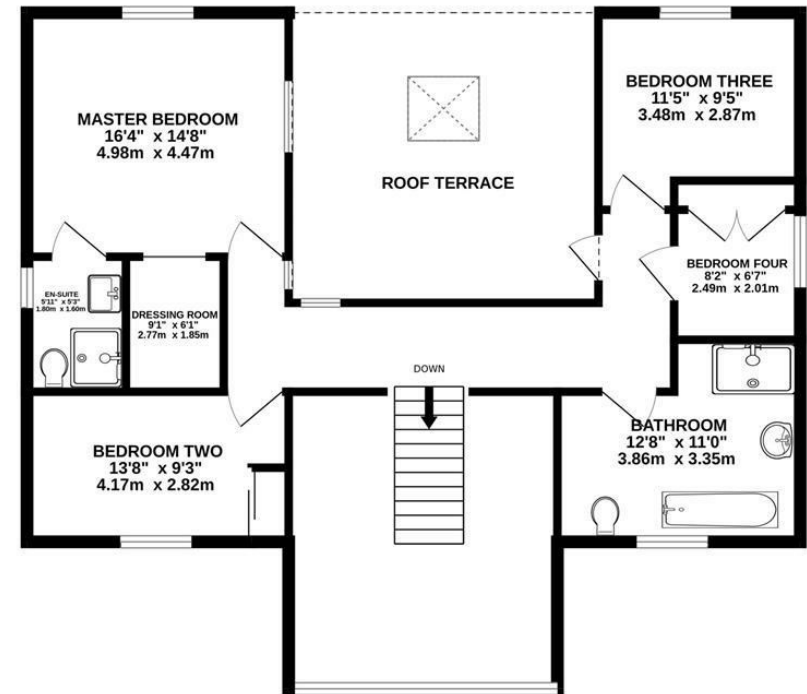 MASTER BEDROOM
16'4" x 14'8"
4.98m x 4.47m
ROOF TERRACE
BEDROOM THREE
11'5" x 9'5"
3.48m x 2.87m
BEDROOM FOUR
8'2" x 6'7"
2.49m x 2.01m
EN-SUITE
5'11" x 5'3"
1.80m x 1.60m
DRESSING ROOM
9'1" x 6'1"
2.77m x 1.85m
DOWN
BEDROOM TWO
13'8" x 9'3"
4.17m x 2.82m
BATHROOM
12'8" x 11'0"
3.86m x 3.35m